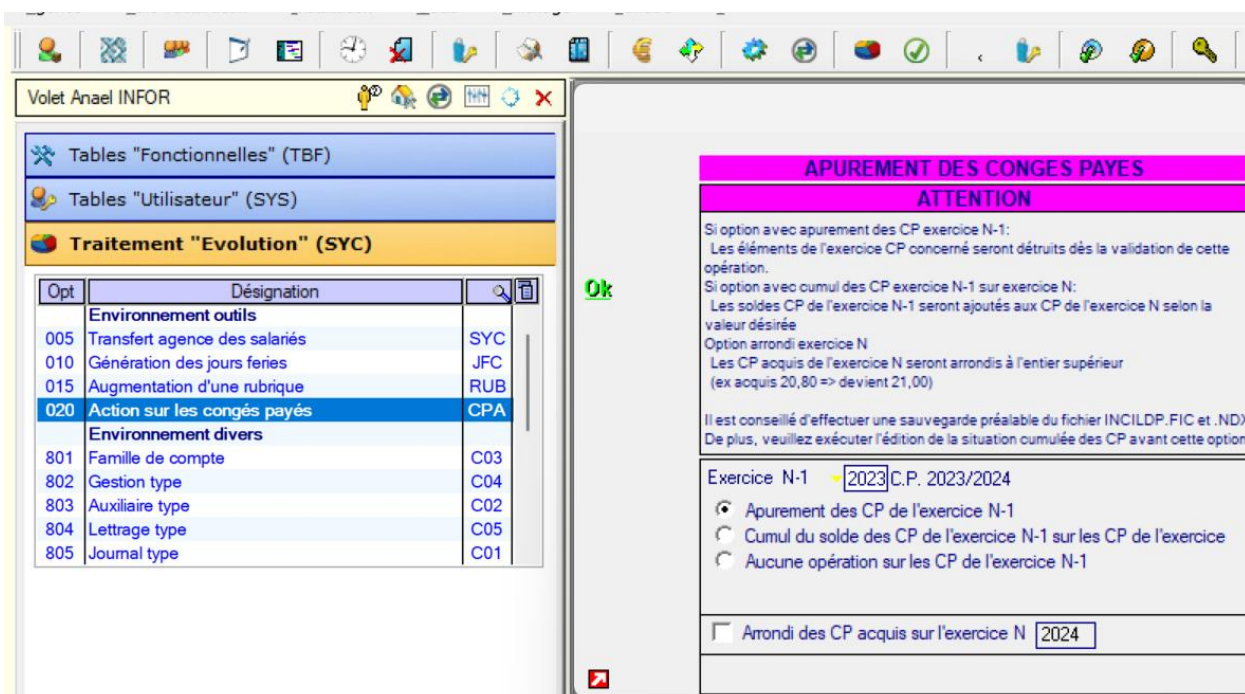 Volet Anael INFOR
Tables "Fonctionnelles" (TBF)
Tables "Utilisateur" (SYS)
Traitement "Evolution" (SYC)
Opt Désignation
Environnement outils
005 Transfert agence des salariés SYC
010 Génération des jours feries JFC
015 Augmentation d'une rubrique RUB
020 Action sur les congés payés CPA
Environnement divers
801 Famille de compte C03
802 Gestion type C04
803 Auxiliaire type C02
804 Lettrage type C05
805 Journal type C01
Ok
APUREMENT DES CONGES PAYES
ATTENTION
Si option avec apurement des CP exercice N-1:
Les éléments de l'exercice CP concerné seront détruits dès la validation de cette
opération.
Si option avec cumul des CP exercice N-1 sur exercice N:
Les soldes CP de l'exercice N-1 seront ajoutés aux CP de l'exercice N selon la
valeur désirée
Option arrondi exercice N
Les CP acquis de l'exercice N seront arrondis à l'entier supérieur
(ex acquis 20,80 => devient 21,00)
Il est conseillé d'effectuer une sauvegarde préalable du fichier INCILDP.FIC et .NDX
De plus, veuillez exécuter l'édition de la situation cumulée des CP avant cette option
Exercice N-1 2023 C.P. 2023/2024
Apurement des CP de l'exercice N-1
Cumul du solde des CP de l'exercice N-1 sur les CP de l'exercice
Aucune opération sur les CP de l'exercice N-1
Arrondi des CP acquis sur l'exercice N 2024